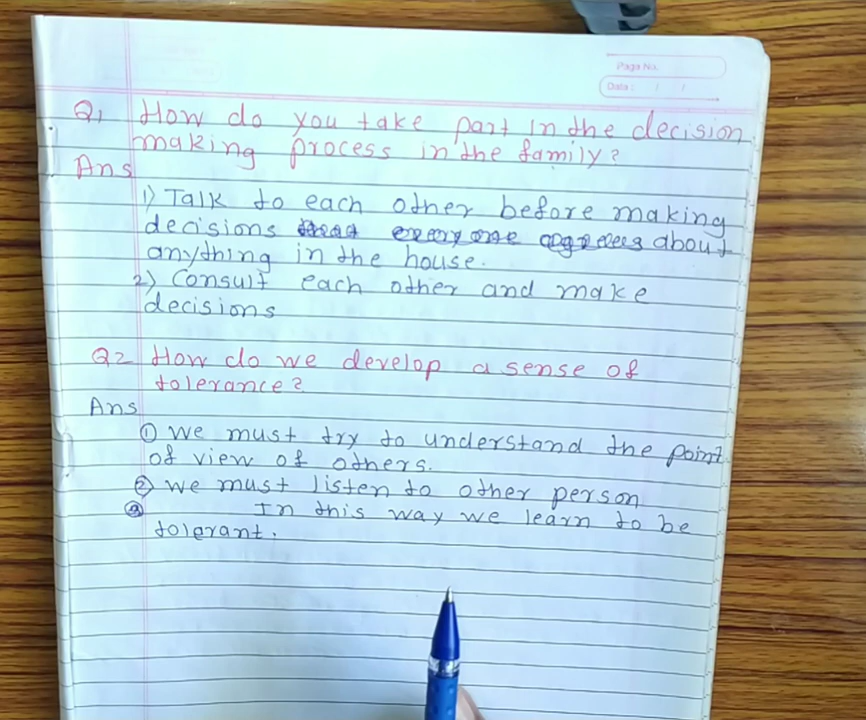 Page No.
Date: / /
Q1 How do you take part in the decision
making process in the family?
Ans
1) Talk to each other before making
decisions about
anything in the house.
2) Consult each other and make
decisions
Q2 How do we develop a sense of
tolerance?
Ans
① we must try to understand the point
of view of others.
② we must listen to other person
③ In this way we learn to be
tolerant.